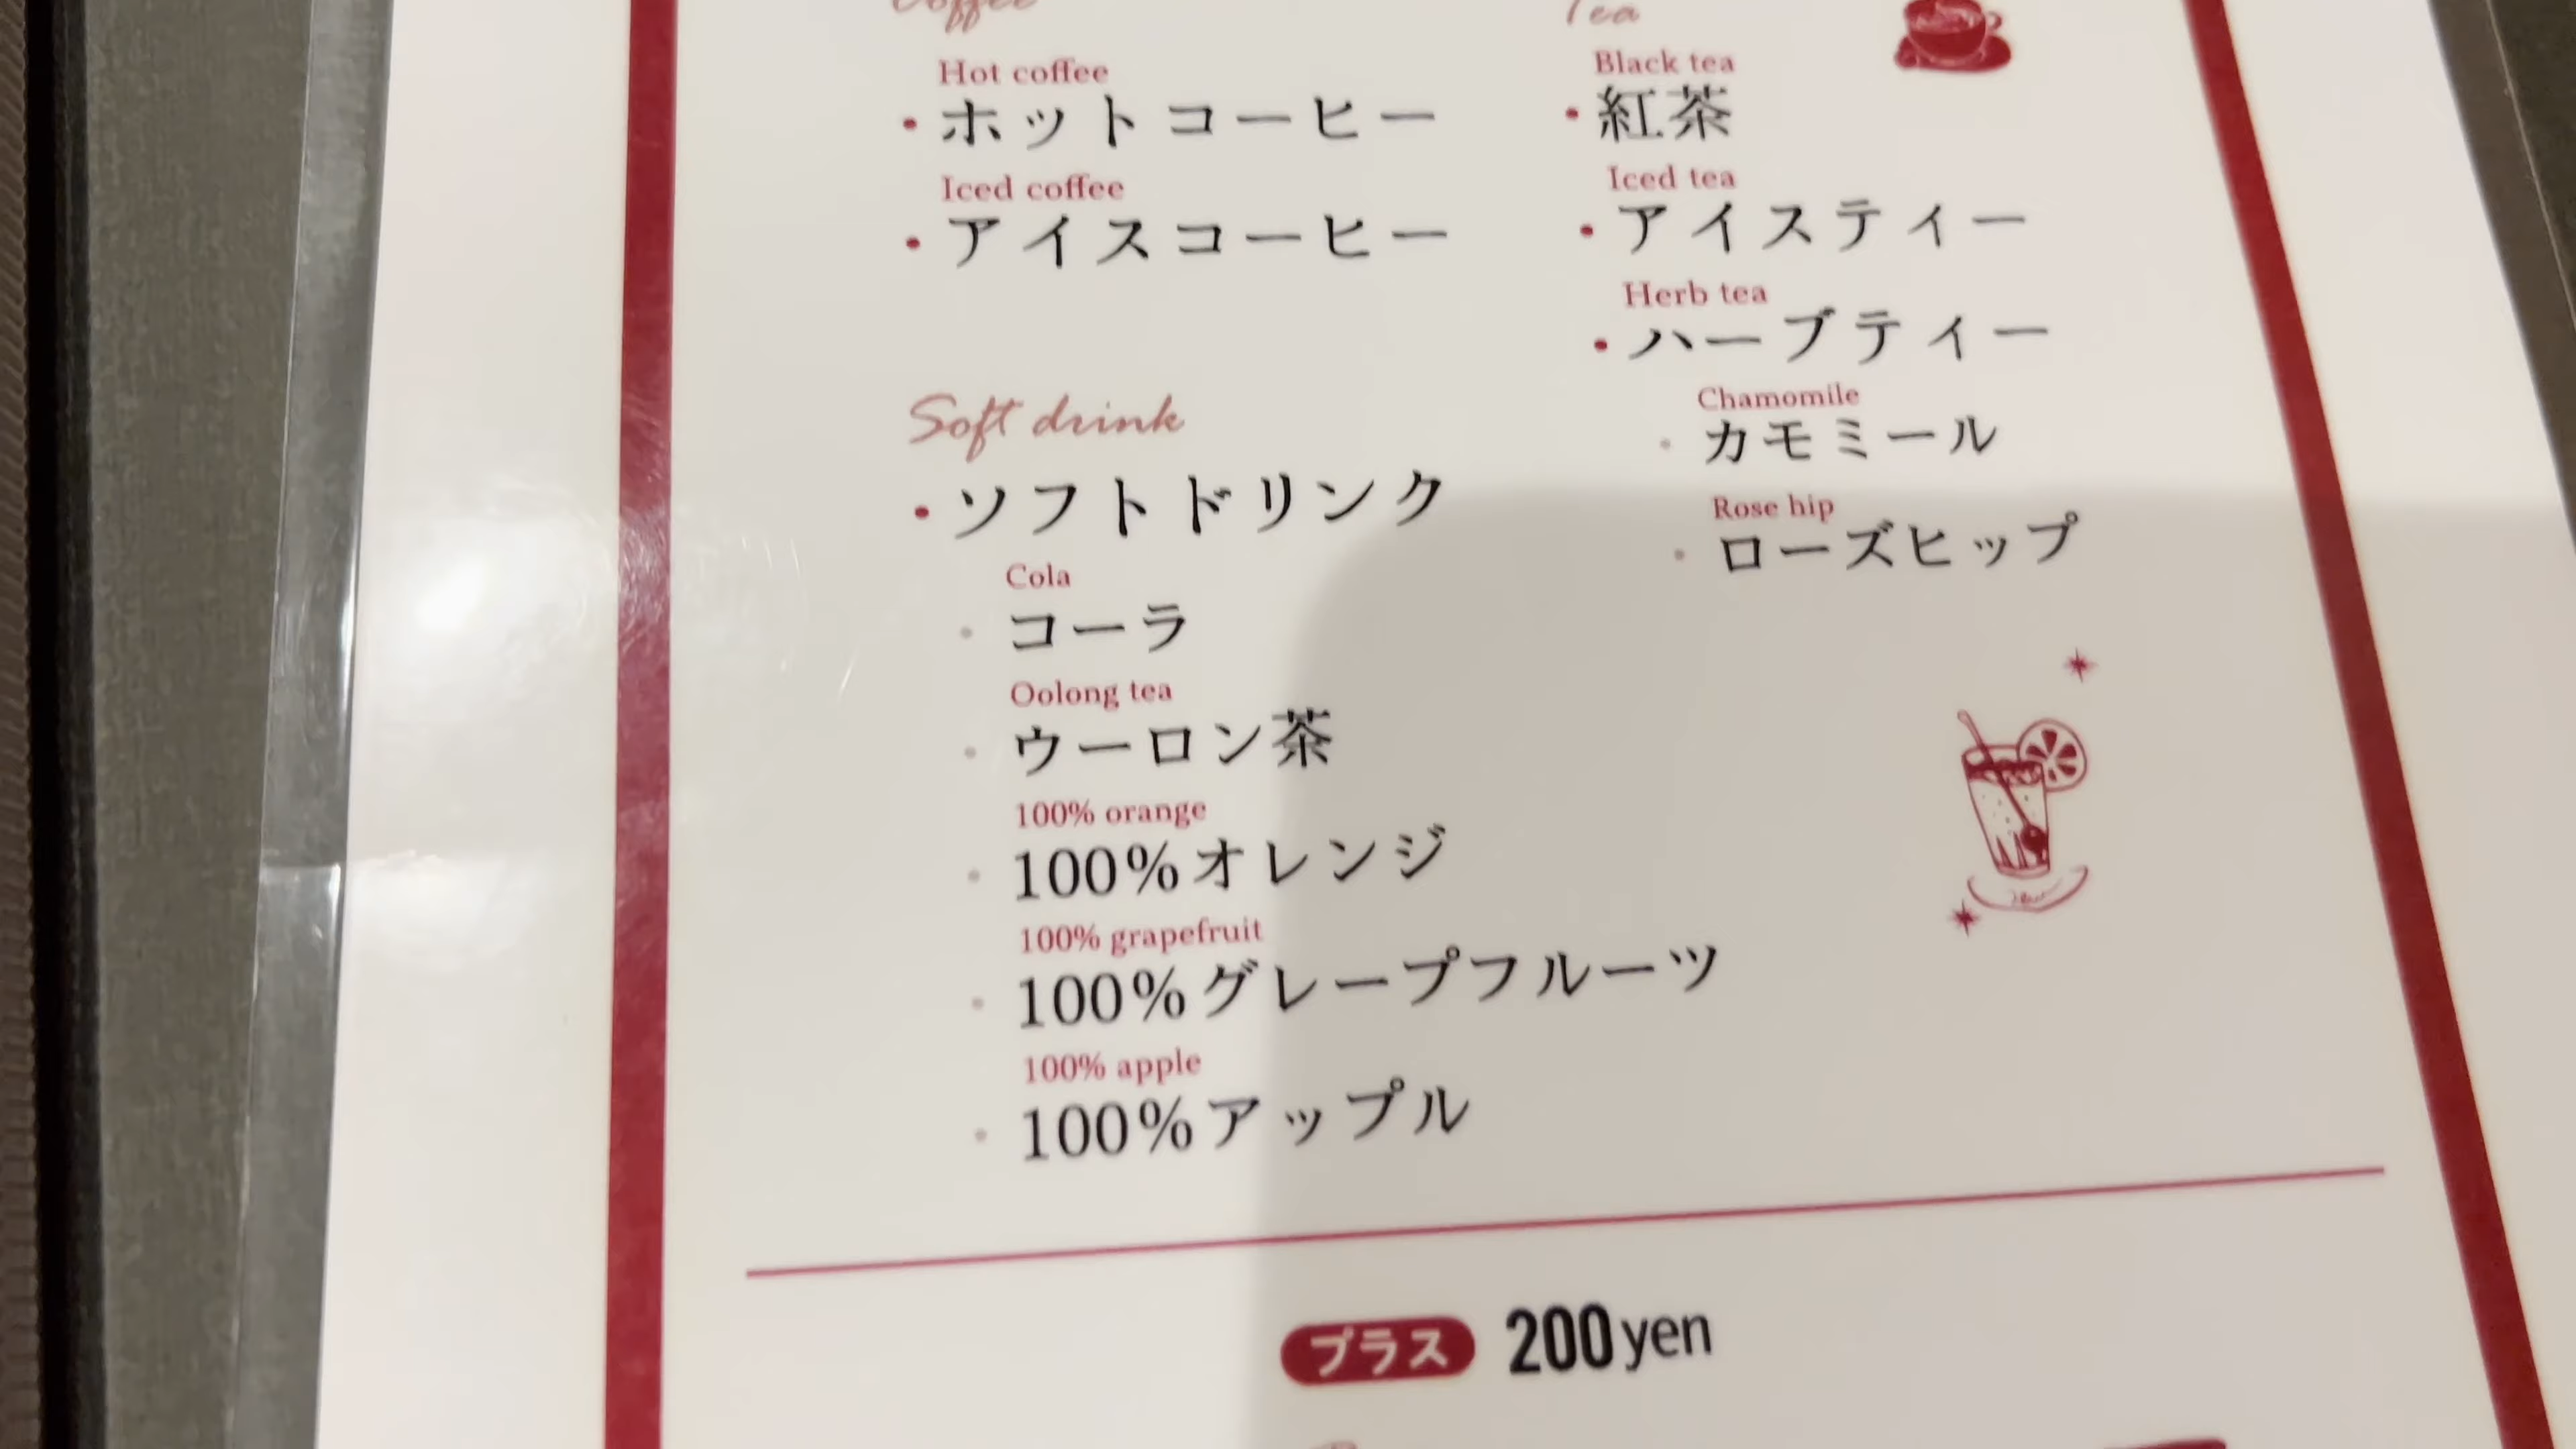 Coffee
Hot coffee
・ホットコーヒー
Iced coffee
・アイスコーヒー
Soft drink
・ソフトドリンク
Cola
・コーラ
Oolong tea
・ウーロン茶
100% orange
・100%オレンジ
100% grapefruit
・100%グレープフルーツ
100% apple
・100%アップル
Tea
Black tea
・紅茶
Iced tea
・アイスティー
Herb tea
・ハーブティー
Chamomile
・カモミール
Rose hip
・ローズヒップ
プラス 200yen